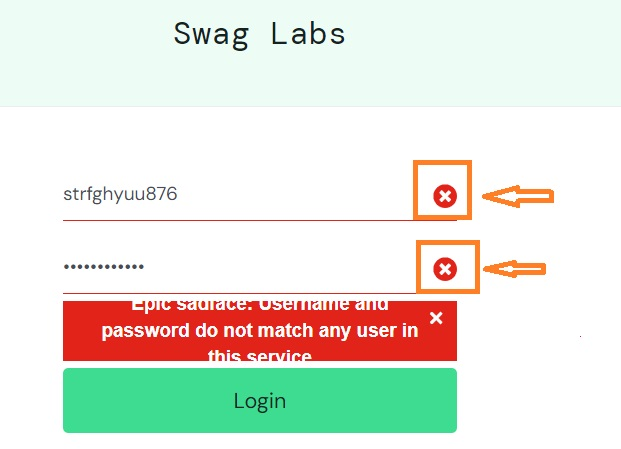 Swag Labs
strfghyuu876
••••••••••••
Epic sadface: Username and
password do not match any user in
this service
Login